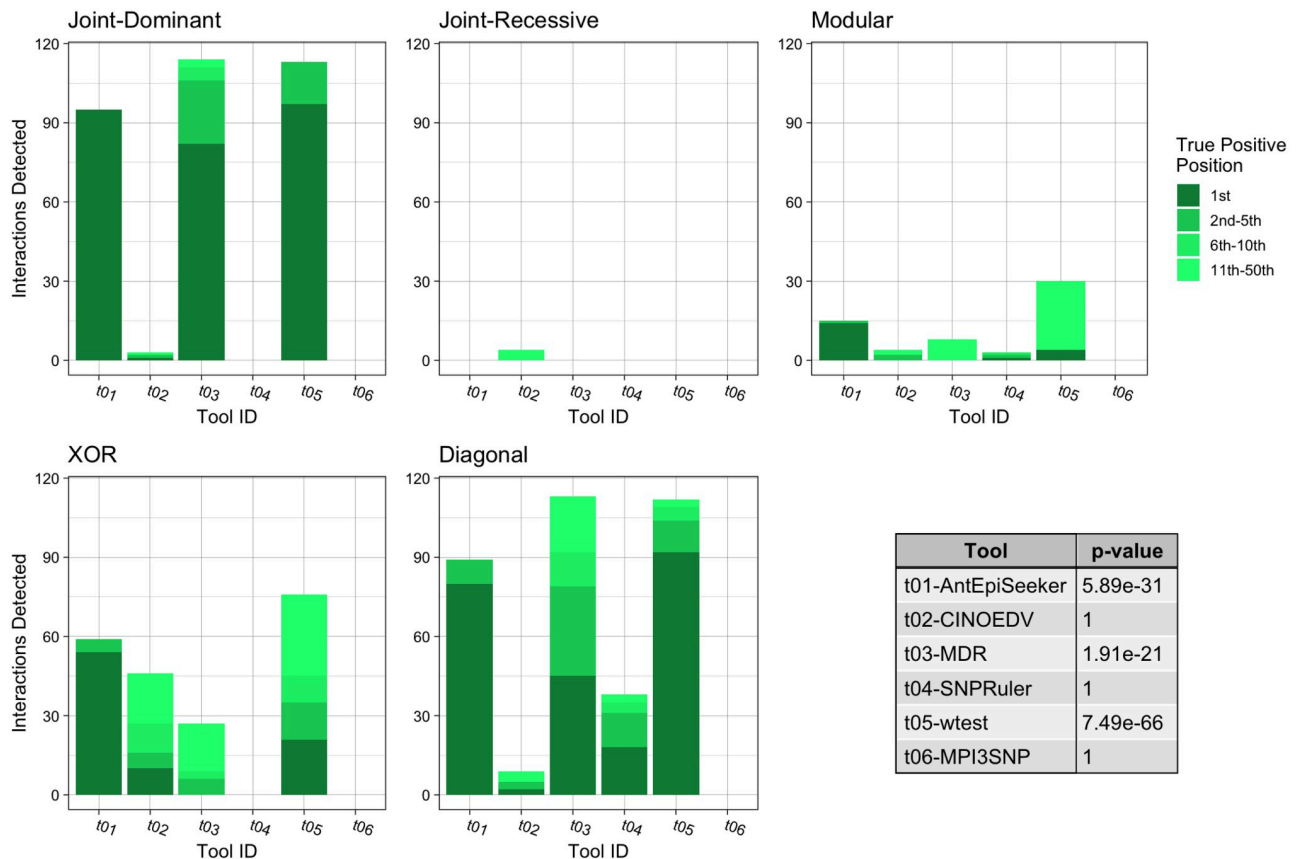 Joint-Dominant
Interactions Detected
120
90
60
30
0
t01 t02 t03 t04 t05 t06
Tool ID
Joint-Recessive
120
90
60
30
0
t01 t02 t03 t04 t05 t06
Tool ID
Modular
120
90
60
30
0
t01 t02 t03 t04 t05 t06
Tool ID
True Positive
Position
1st
2nd-5th
6th-10th
11th-50th
XOR
Interactions Detected
120
90
60
30
0
t01 t02 t03 t04 t05 t06
Tool ID
Diagonal
120
90
60
30
0
t01 t02 t03 t04 t05 t06
Tool ID
Tool p-value
t01-AntEpiSeeker 5.89e-31
t02-CINOEDV 1
t03-MDR 1.91e-21
t04-SNPRuler 1
t05-wtest 7.49e-66
t06-MPI3SNP 1